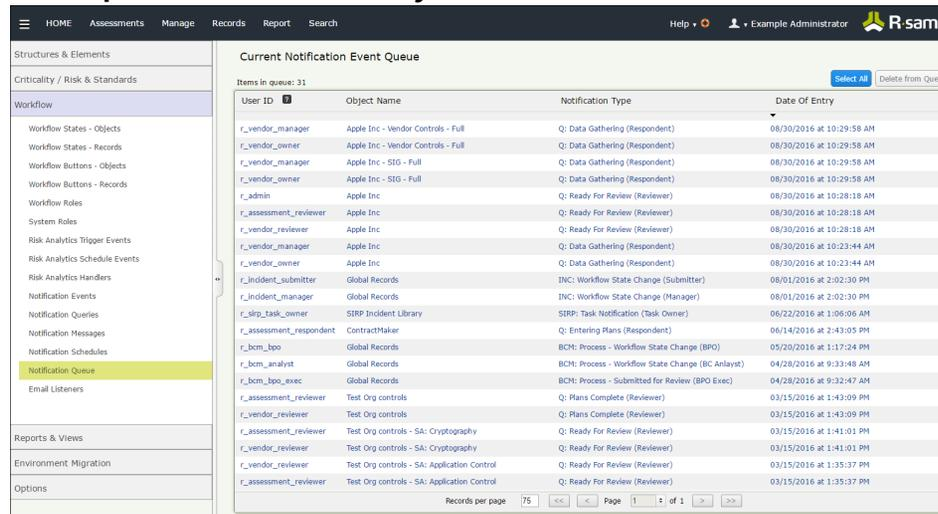 HOME Assessments Manage Records Report Search Help Example Administrator R·sam
Structures & Elements
Criticality / Risk & Standards
Workflow
Workflow States - Objects
Workflow States - Records
Workflow Buttons - Objects
Workflow Buttons - Records
Workflow Roles
System Roles
Risk Analytics Trigger Events
Risk Analytics Schedule Events
Risk Analytics Handlers
Notification Events
Notification Queries
Notification Messages
Notification Schedules
Notification Queue
Email Listeners
Reports & Views
Environment Migration
Options
Current Notification Event Queue
Items in queue: 31 Select All Delete from Que
User ID ? Object Name Notification Type Date Of Entry
r_vendor_manager Apple Inc - Vendor Controls - Full Q: Data Gathering (Respondent) 08/30/2016 at 10:29:58 AM
r_vendor_owner Apple Inc - Vendor Controls - Full Q: Data Gathering (Respondent) 08/30/2016 at 10:29:58 AM
r_vendor_manager Apple Inc - SIG - Full Q: Data Gathering (Respondent) 08/30/2016 at 10:29:58 AM
r_vendor_owner Apple Inc - SIG - Full Q: Data Gathering (Respondent) 08/30/2016 at 10:29:58 AM
r_admin Apple Inc Q: Ready For Review (Reviewer) 08/30/2016 at 10:28:18 AM
r_assessment_reviewer Apple Inc Q: Ready For Review (Reviewer) 08/30/2016 at 10:28:18 AM
r_vendor_reviewer Apple Inc Q: Ready For Review (Reviewer) 08/30/2016 at 10:28:18 AM
r_vendor_manager Apple Inc Q: Data Gathering (Respondent) 08/30/2016 at 10:23:44 AM
r_vendor_owner Apple Inc Q: Data Gathering (Respondent) 08/30/2016 at 10:23:44 AM
r_incident_submitter Global Records INC: Workflow State Change (Submitter) 08/01/2016 at 2:02:30 PM
r_incident_manager Global Records INC: Workflow State Change (Manager) 08/01/2016 at 2:02:30 PM
r_sirp_task_owner SIRP Incident Library SIRP: Task Notification (Task Owner) 06/22/2016 at 1:06:06 AM
r_assessment_respondent ContractMaker Q: Entering Plans (Respondent) 06/14/2016 at 2:43:05 PM
r_bcm_bpo Global Records BCM: Process - Workflow State Change (BPO) 05/20/2016 at 1:17:24 PM
r_bcm_analyst Global Records BCM: Process - Workflow State Change (BC Anlayst) 04/28/2016 at 9:33:48 AM
r_bcm_bpo_exec Global Records BCM: Process - Submitted for Review (BPO Exec) 04/28/2016 at 9:32:47 AM
r_assessment_reviewer Test Org controls Q: Plans Complete (Reviewer) 03/15/2016 at 1:43:09 PM
r_vendor_reviewer Test Org controls Q: Plans Complete (Reviewer) 03/15/2016 at 1:43:09 PM
r_assessment_reviewer Test Org controls - SA: Cryptography Q: Ready For Review (Reviewer) 03/15/2016 at 1:41:01 PM
r_vendor_reviewer Test Org controls - SA: Cryptography Q: Ready For Review (Reviewer) 03/15/2016 at 1:41:01 PM
r_vendor_reviewer Test Org controls - SA: Application Control Q: Ready For Review (Reviewer) 03/15/2016 at 1:35:37 PM
r_assessment_reviewer Test Org controls - SA: Application Control Q: Ready For Review (Reviewer) 03/15/2016 at 1:35:37 PM
Records per page 75 << < Page 1 of 1 > >>